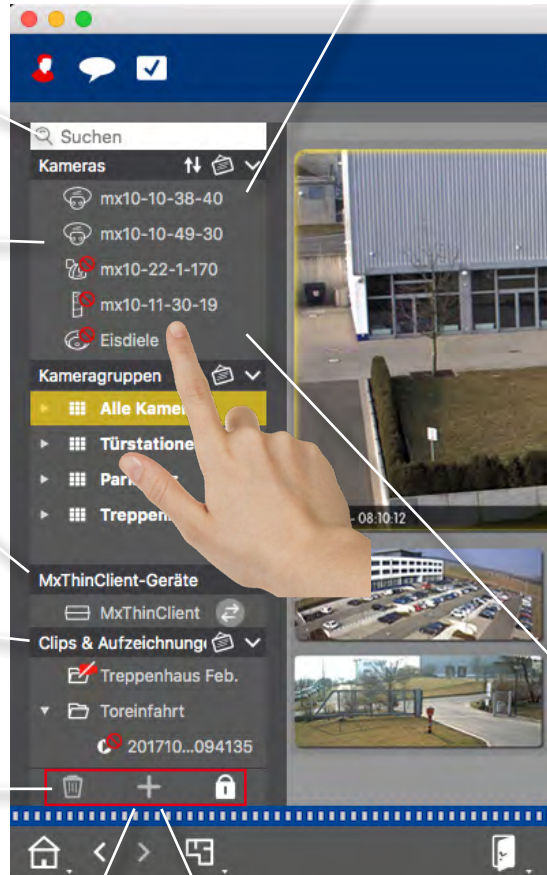 Suchen
Kameras
mx10-10-38-40
mx10-10-49-30
mx10-22-1-170
mx10-11-30-19
Eisdiele
Kameragruppen
Alle Kame
Türstatione
Par
Treppen
- 08:10:12
MxThinClient-Geräte
MxThinClient
Clips & Aufzeichnung
Treppenhaus Feb.
Toreinfahrt
201710...094135